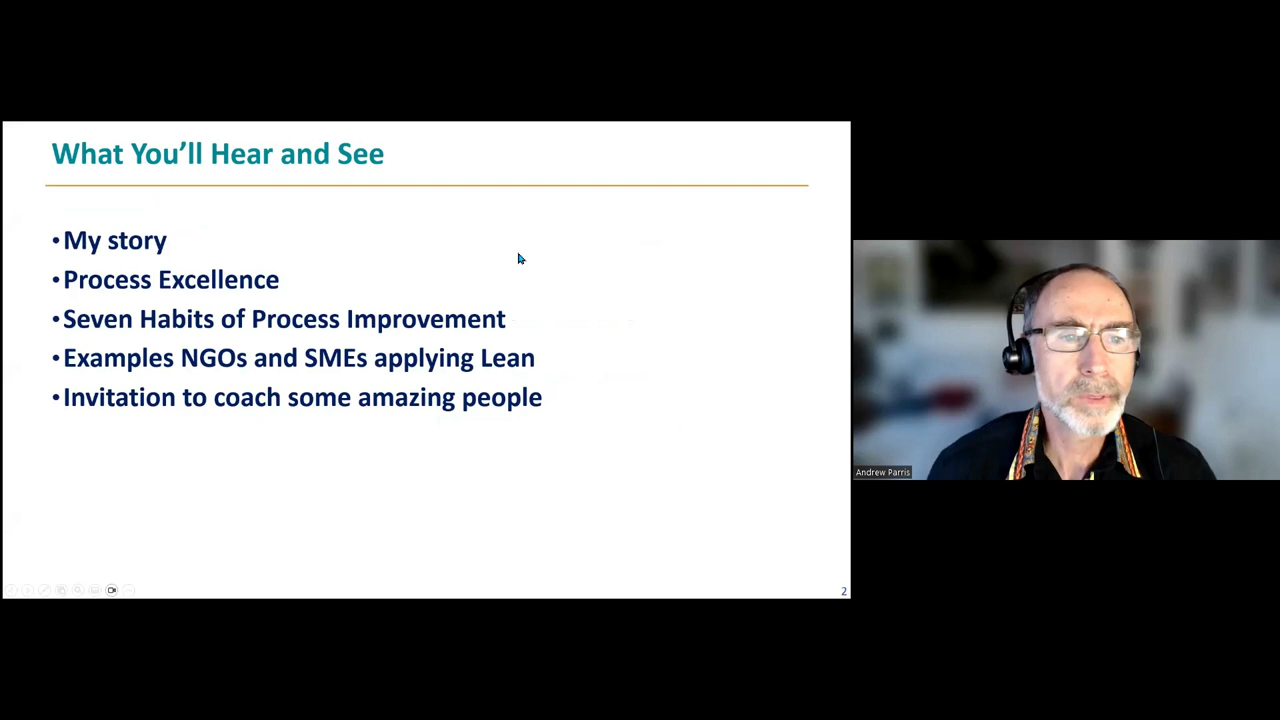 What You’ll Hear and See
•My story
•Process Excellence
•Seven Habits of Process Improvement
•Examples NGOs and SMEs applying Lean
•Invitation to coach some amazing people
2
Andrew Parris